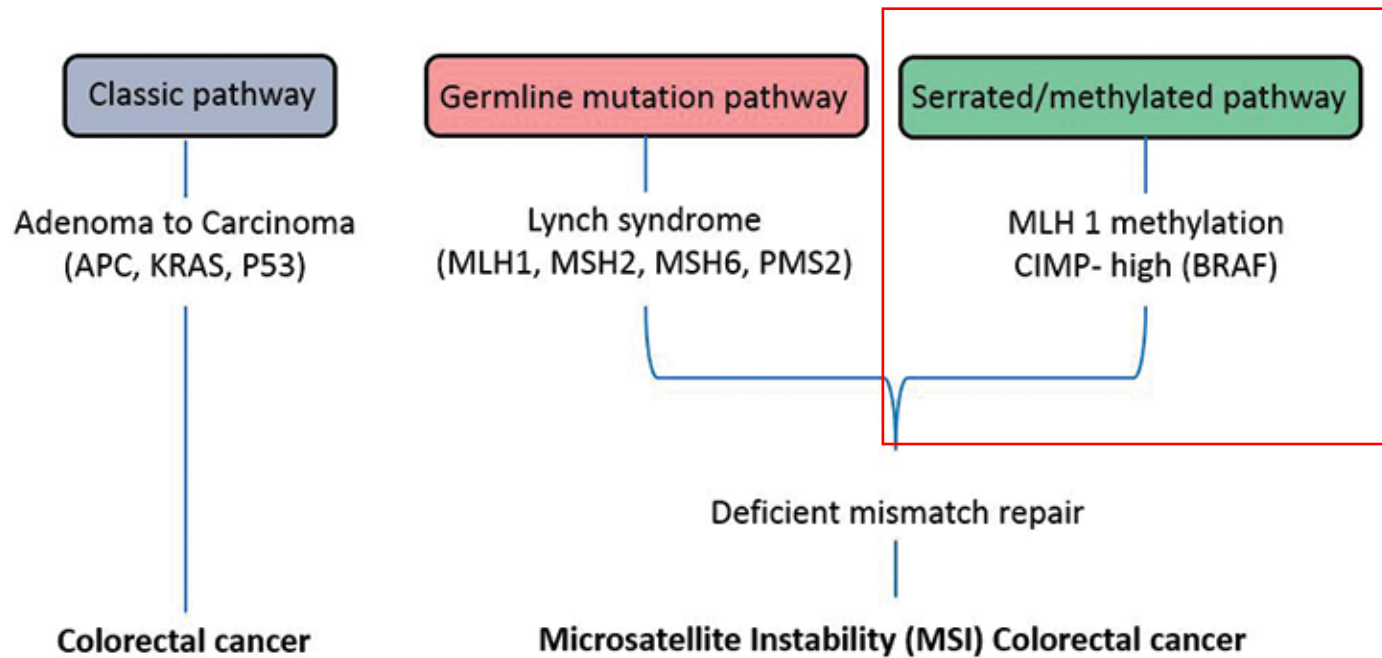 Classic pathway
Germline mutation pathway
Serrated/methylated pathway
Adenoma to Carcinoma
(APC, KRAS, P53)
Lynch syndrome
(MLH1, MSH2, MSH6, PMS2)
MLH 1 methylation
CIMP- high (BRAF)
Deficient mismatch repair
Colorectal cancer
Microsatellite Instability (MSI) Colorectal cancer